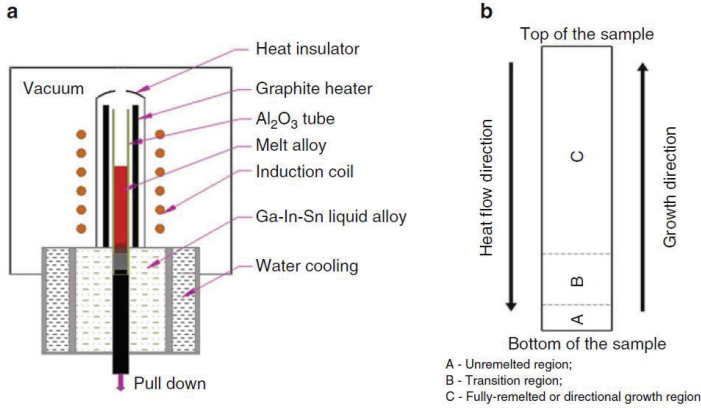 a
Vacuum
Heat insulator
Graphite heater
Al₂O₃ tube
Melt alloy
Induction coil
Ga-In-Sn liquid alloy
Water cooling
Pull down
b
Top of the sample
Heat flow direction
C
B
A
Growth direction
Bottom of the sample
A - Unremelted region;
B - Transition region;
C - Fully-remelted or directional growth region